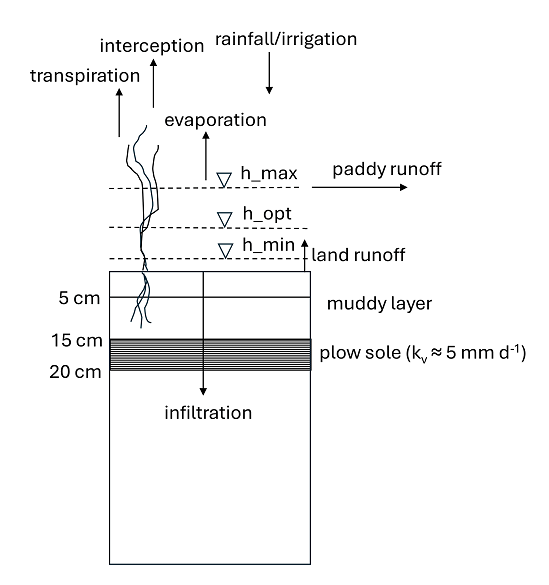 interception
rainfall/irrigation
transpiration
evaporation
h_max
paddy runoff
h_opt
h_min
land runoff
5 cm
muddy layer
15 cm
plow sole (kᵥ ≈ 5 mm d⁻¹)
20 cm
infiltration